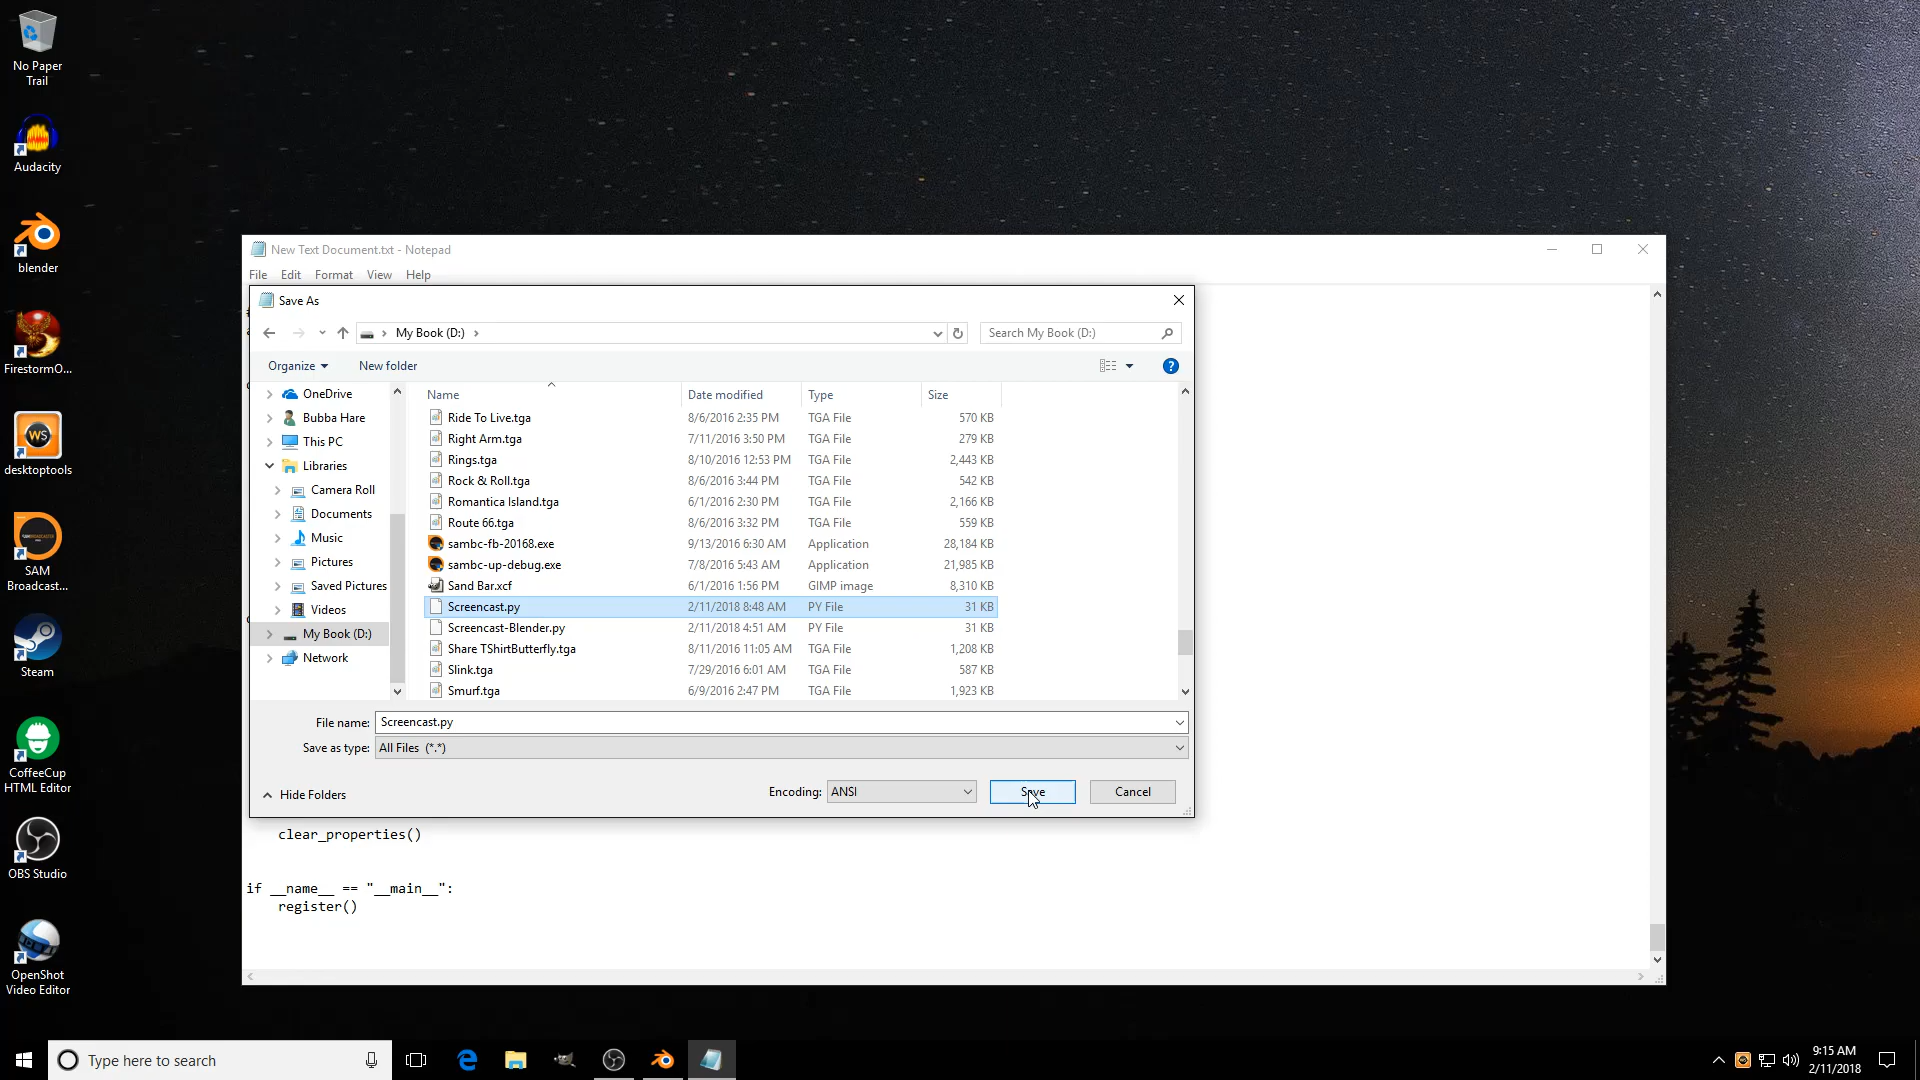 No Paper
Trail
Audacity
blender
FirestormO...
desktoptools
SAM
Broadcast...
Steam
CoffeeCup
HTML Editor
OBS Studio
OpenShot
Video Editor
New Text Document.txt - Notepad
File Edit Format View Help
Save As
My Book (D:)
Search My Book (D:)
Organize New folder
OneDrive
Bubba Hare
This PC
Libraries
Camera Roll
Documents
Music
Pictures
Saved Pictures
Videos
My Book (D:)
Network
Name Date modified Type Size
Ride To Live.tga 8/6/2016 2:35 PM TGA File 570 KB
Right Arm.tga 7/11/2016 3:50 PM TGA File 279 KB
Rings.tga 8/10/2016 12:53 PM TGA File 2,443 KB
Rock & Roll.tga 8/6/2016 3:44 PM TGA File 542 KB
Romantica Island.tga 6/1/2016 2:30 PM TGA File 2,166 KB
Route 66.tga 8/6/2016 3:32 PM TGA File 559 KB
sambc-fb-20168.exe 9/13/2016 6:30 AM Application 28,184 KB
sambc-up-debug.exe 7/8/2016 5:43 AM Application 21,985 KB
Sand Bar.xcf 6/1/2016 1:56 PM GIMP image 8,310 KB
Screencast.py 2/11/2018 8:48 AM PY File 31 KB
Screencast-Blender.py 2/11/2018 4:51 AM PY File 31 KB
Share TShirtButterfly.tga 8/11/2016 11:05 AM TGA File 1,208 KB
Slink.tga 7/29/2016 6:01 AM TGA File 587 KB
Smurf.tga 6/9/2016 2:47 PM TGA File 1,923 KB
File name: Screencast.py
Save as type: All Files (*.*)
Hide Folders
Encoding: ANSI Save Cancel
clear_properties()
if __name__ == "__main__":
register()
Type here to search
9:15 AM
2/11/2018